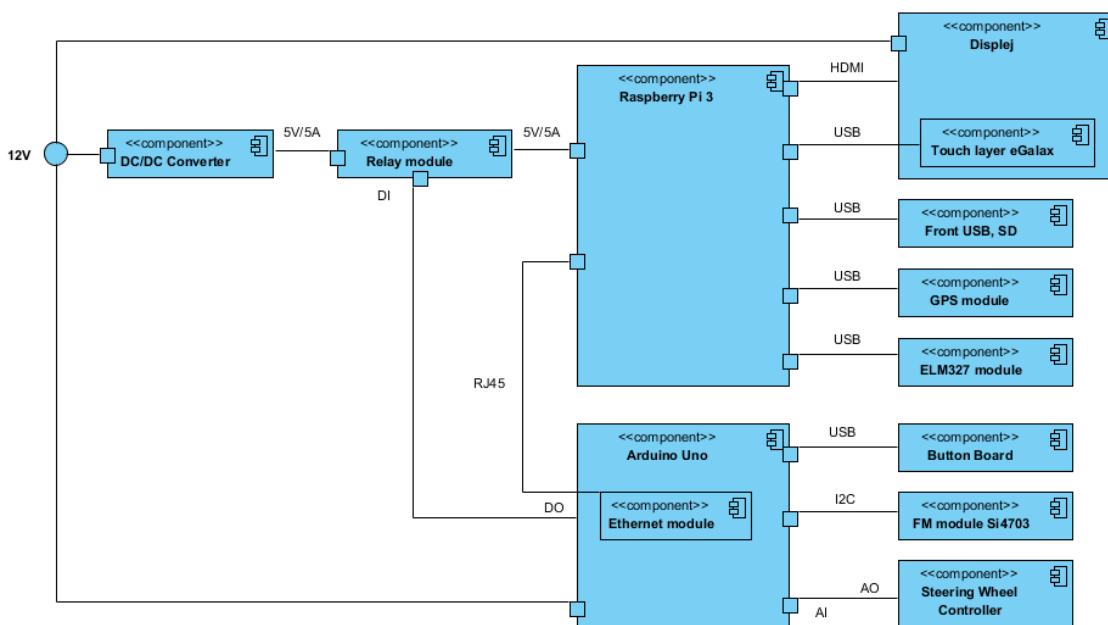 <<component>>
Displej
HDMI
<<component>>
Raspberry Pi 3
USB
<<component>>
Touch layer eGalax
12V
<<component>>
DC/DC Converter
5V/5A
<<component>>
Relay module
5V/5A
DI
USB
<<component>>
Front USB, SD
USB
<<component>>
GPS module
USB
<<component>>
ELM327 module
RJ45
<<component>>
Arduino Uno
USB
<<component>>
Button Board
<<component>>
Ethernet module
DO
I2C
<<component>>
FM module Si4703
AO
AI
<<component>>
Steering Wheel
Controller